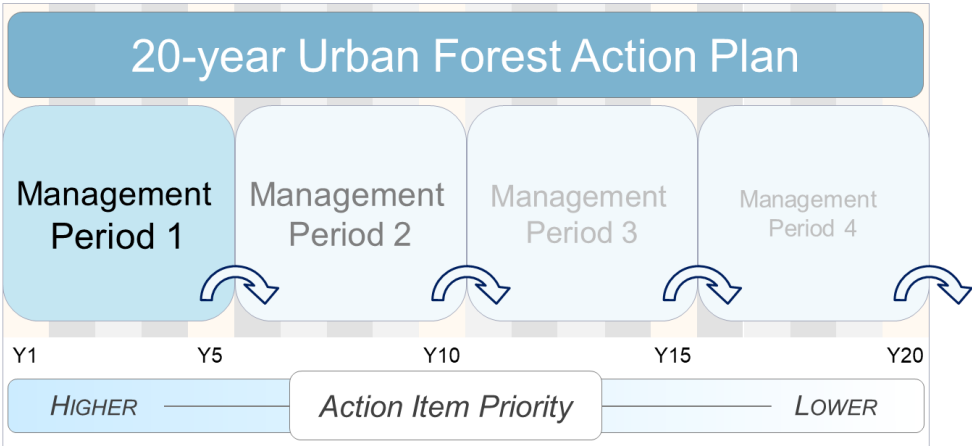 20-year Urban Forest Action Plan
Management
Period 1
Management
Period 2
Management
Period 3
Management
Period 4
Y1
Y5
Y10
Y15
Y20
HIGHER
Action Item Priority
LOWER